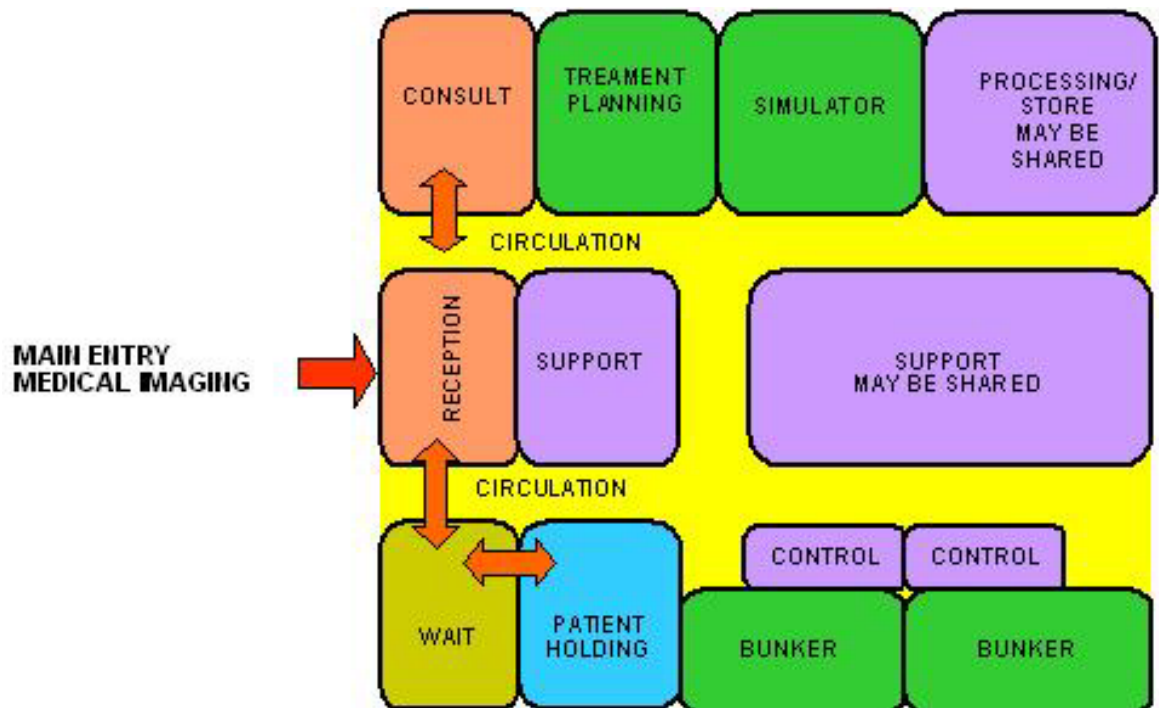 CONSULT
TREAMENT
PLANNING
SIMULATOR
PROCESSING/
STORE
MAY BE
SHARED
CIRCULATION
MAIN ENTRY
MEDICAL IMAGING
RECEPTION
SUPPORT
SUPPORT
MAY BE SHARED
CIRCULATION
WAIT
PATIENT
HOLDING
CONTROL
CONTROL
BUNKER
BUNKER